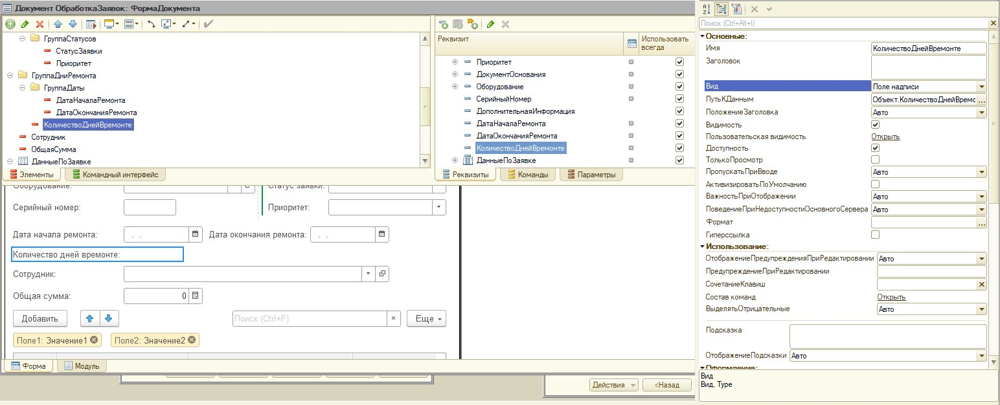 Документ ОбработкаЗаявок: ФормаДокумента
ГруппаСтатусов
СтатусЗаявки
Приоритет
ГруппаДниРемонта
ГруппаДаты
ДатаНачалаРемонта
ДатаОкончанияРемонта
КоличествоДнейВремонте
Сотрудник
ОбщаяСумма
ДанныеПоЗаявке
Элементы
Командный интерфейс
Реквизит
Использовать
всегда
Приоритет
ДокументОснования
Оборудование
СерийныйНомер
ДополнительнаяИнформация
ДатаНачалаРемонта
ДатаОкончанияРемонта
КоличествоДнейВремонте
ДанныеПоЗаявке
Реквизиты
Команды
Параметры
Оборудование:
Статус заявки:
Серийный номер:
Приоритет:
Дата начала ремонта: . .
Дата окончания ремонта: . .
Количество дней времонте:
Сотрудник:
Общая сумма: 0
Добавить
Поиск (Ctrl+F)
×
Еще
Поле1: Значение1
Поле2: Значение2
Форма
Модуль
Действия
<Назад
Поиск (Ctrl+Alt+I)
Основные:
Имя КоличествоДнейВремонте
Заголовок
Вид Поле надписи
ПутьКДанным Объект.КоличествоДнейВремо ...
ПоложениеЗаголовка Авто
Видимость
Пользовательская видимость Открыть
Доступность
ТолькоПросмотр
ПропускатьПриВводе Авто
АктивизироватьПоУмолчанию
ВажностьПриОтображении Авто
ПоведениеПриНедоступностиОсновногоСервера Авто
Формат ...
Гиперссылка
Использование:
ОтображениеПредупрежденияПриРедактировании Авто
ПредупреждениеПриРедактировании
СочетаниеКлавиш
Состав команд Открыть
ВыделятьОтрицательные Авто
Подсказка
ОтображениеПодсказки Авто
Оформление:
Вид
Вид, Type